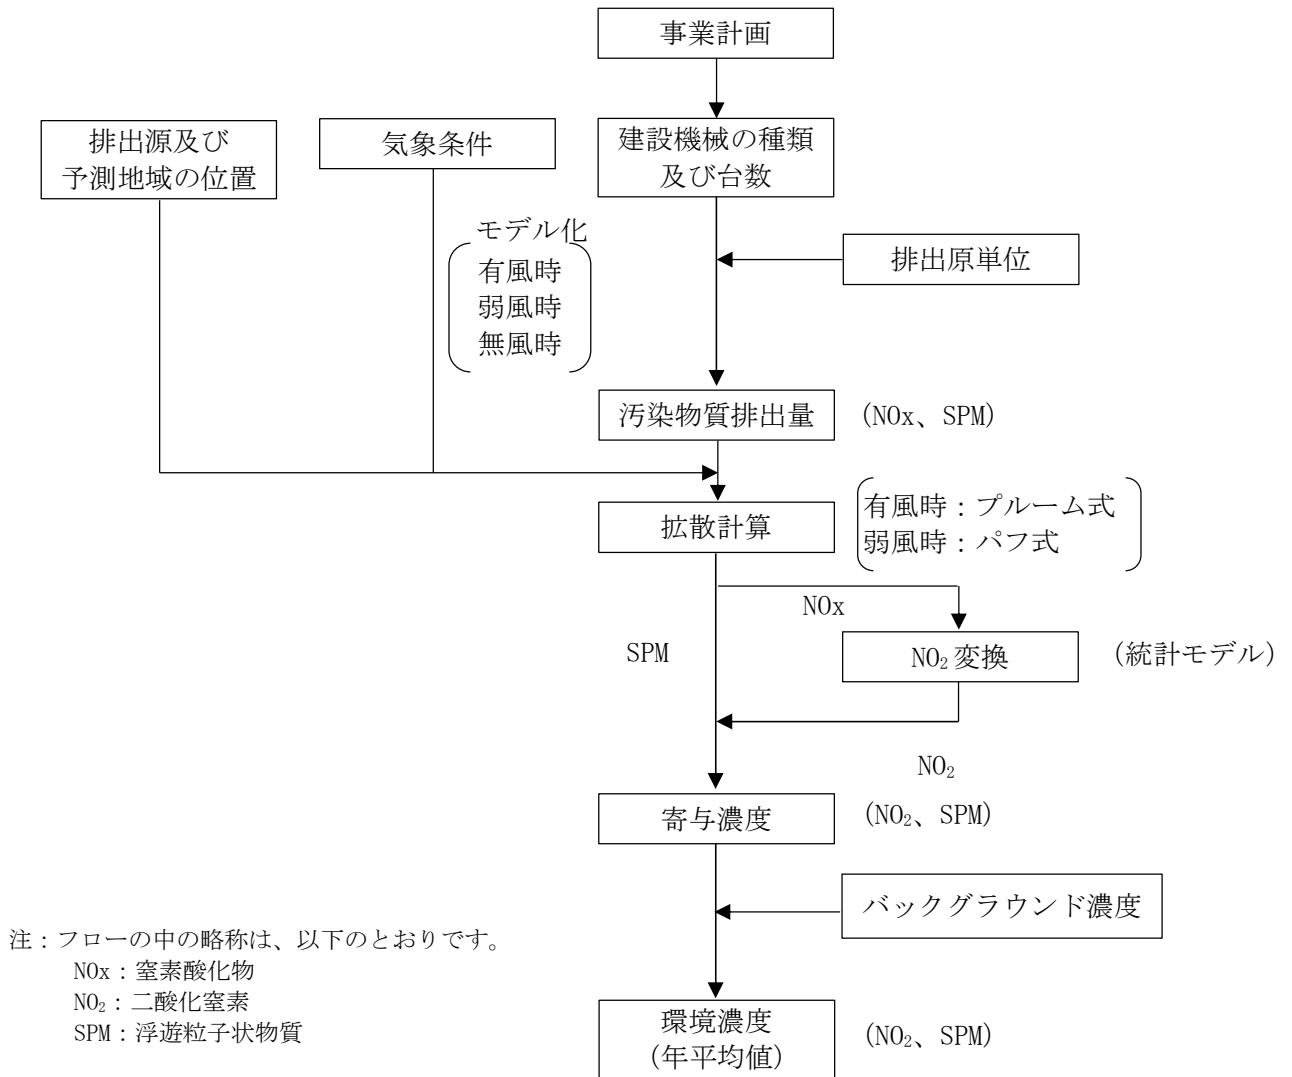 事業計画
排出源及び
予測地域の位置
気象条件
建設機械の種類
及び台数
モデル化
有風時
弱風時
無風時
排出原単位
汚染物質排出量
(NOx、SPM)
拡散計算
有風時：プルーム式
弱風時：パフ式
NOx
SPM
NO₂変換
(統計モデル)
NO₂
寄与濃度
(NO₂、SPM)
バックグラウンド濃度
注：フローの中の略称は、以下のとおりです。
NOx：窒素酸化物
NO₂：二酸化窒素
SPM：浮遊粒子状物質
環境濃度
(年平均値)
(NO₂、SPM)